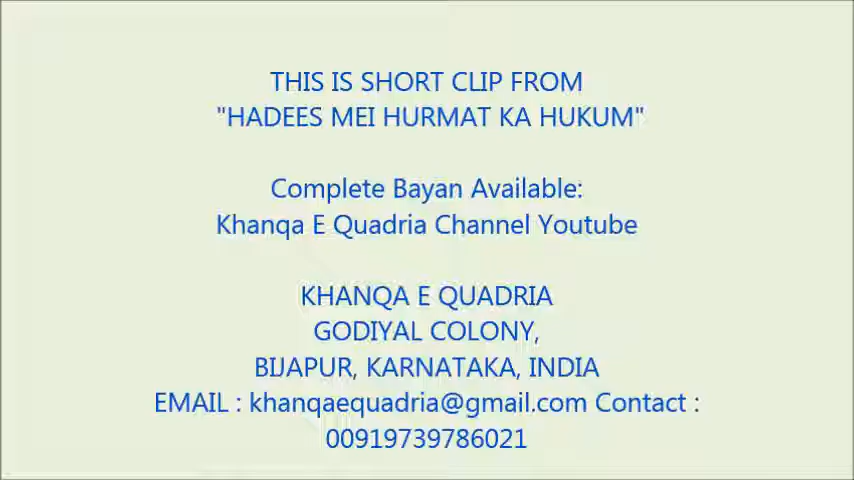 THIS IS SHORT CLIP FROM
"HADEES MEI HURMAT KA HUKUM"
Complete Bayan Available:
Khanqa E Quadria Channel Youtube
KHANQA E QUADRIA
GODIYAL COLONY,
BIJAPUR, KARNATAKA, INDIA
EMAIL : khanqaequadria@gmail.com Contact :
00919739786021